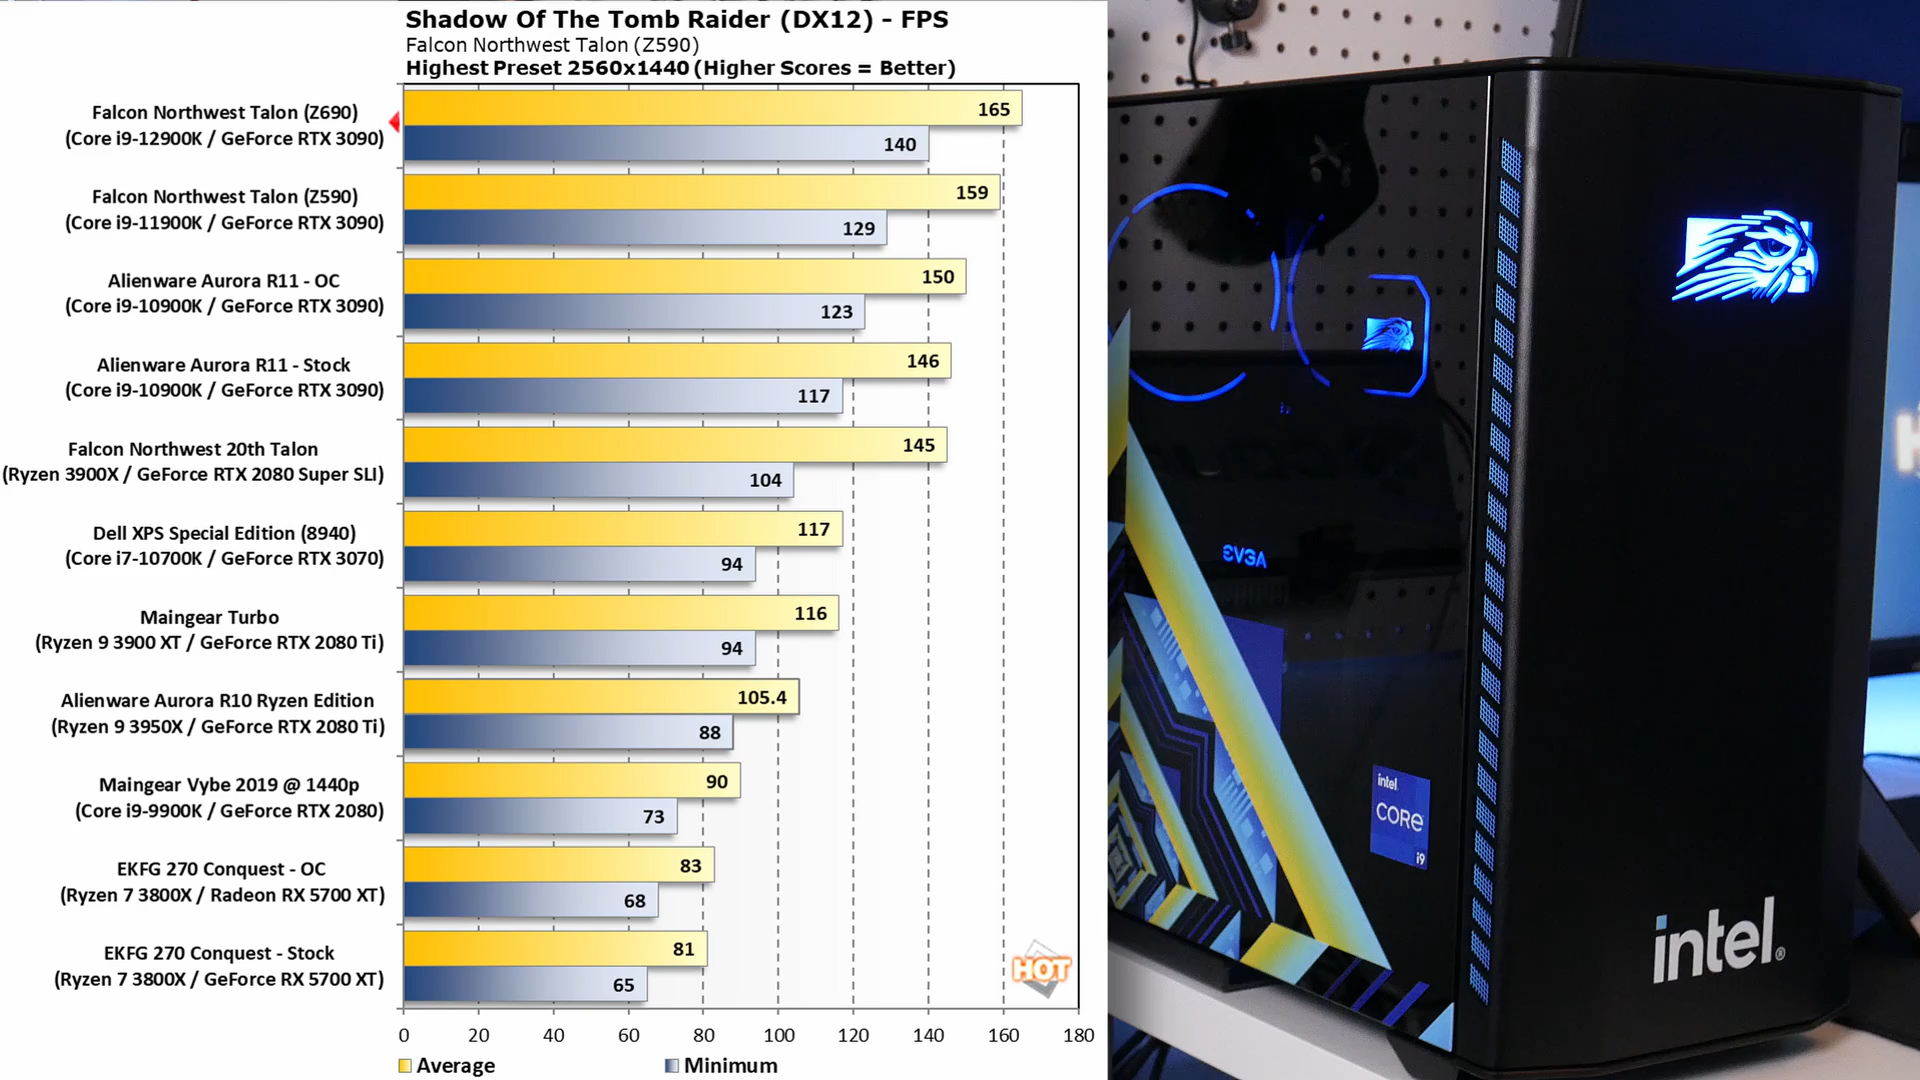 Shadow Of The Tomb Raider (DX12) - FPS
Falcon Northwest Talon (Z590)
Highest Preset 2560x1440 (Higher Scores = Better)
Falcon Northwest Talon (Z690)
(Core i9-12900K / GeForce RTX 3090)
165
140
Falcon Northwest Talon (Z590)
(Core i9-11900K / GeForce RTX 3090)
159
129
Alienware Aurora R11 - OC
(Core i9-10900K / GeForce RTX 3090)
150
123
Alienware Aurora R11 - Stock
(Core i9-10900K / GeForce RTX 3090)
146
117
Falcon Northwest 20th Talon
(Ryzen 3900X / GeForce RTX 2080 Super SLI)
145
104
Dell XPS Special Edition (8940)
(Core i7-10700K / GeForce RTX 3070)
117
94
Maingear Turbo
(Ryzen 9 3900 XT / GeForce RTX 2080 Ti)
116
94
Alienware Aurora R10 Ryzen Edition
(Ryzen 9 3950X / GeForce RTX 2080 Ti)
105.4
88
Maingear Vybe 2019 @ 1440p
(Core i9-9900K / GeForce RTX 2080)
90
73
EKFG 270 Conquest - OC
(Ryzen 7 3800X / Radeon RX 5700 XT)
83
68
EKFG 270 Conquest - Stock
(Ryzen 7 3800X / GeForce RX 5700 XT)
81
65
HOT
0 20 40 60 80 100 120 140 160 180
Average Minimum
EVGA
intel
CORE
i9
intel®